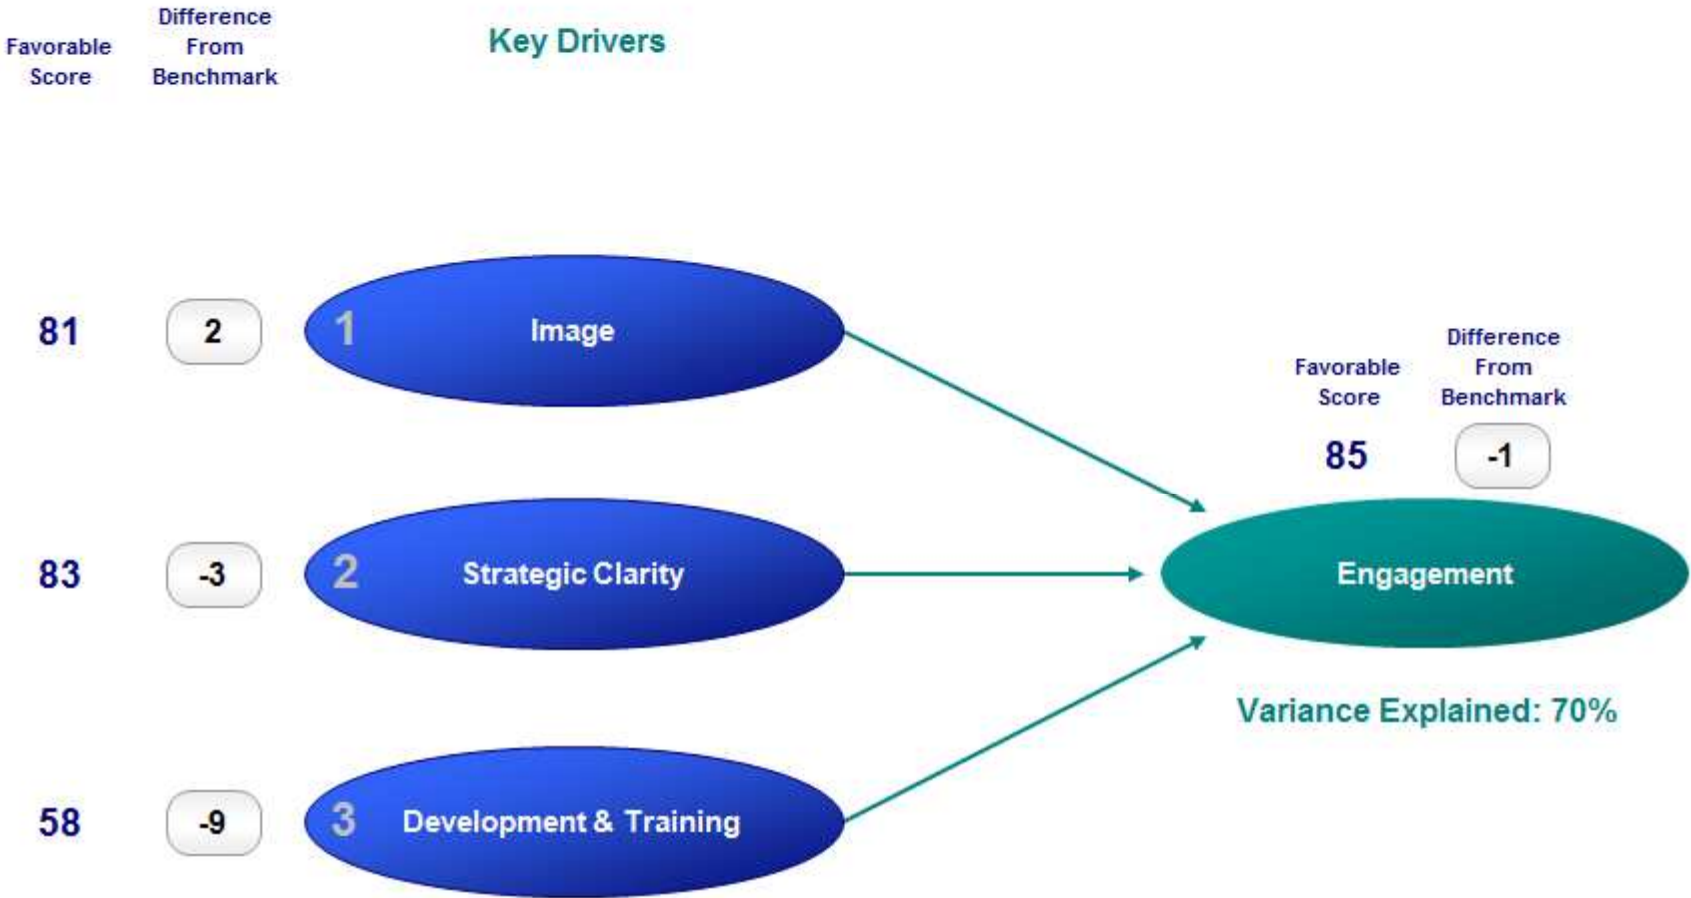 Favorable
Score
Difference
From
Benchmark
Key Drivers
81
2
1
Image
83
-3
2
Strategic Clarity
58
-9
3
Development & Training
Favorable
Score
Difference
From
Benchmark
85
-1
Engagement
Variance Explained: 70%